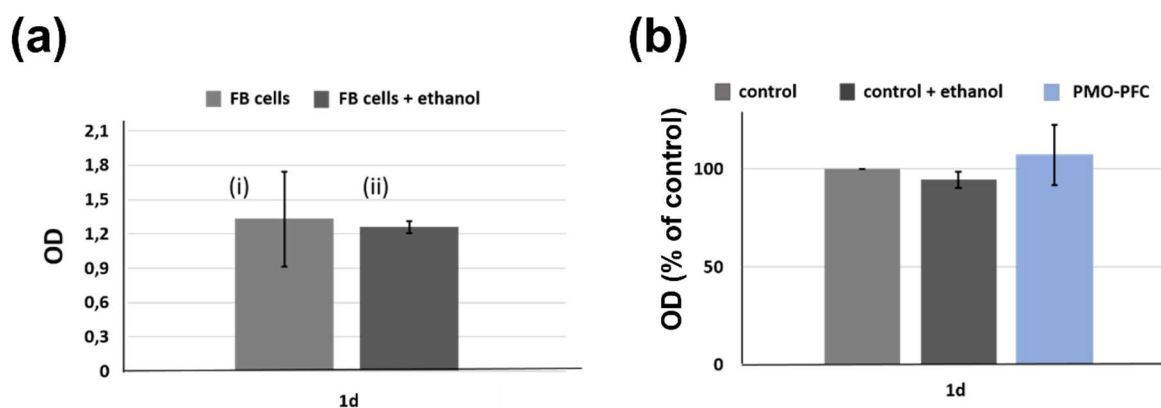 (a)
FB cells FB cells + ethanol
OD
2,1
1,8
1,5
1,2
0,9
0,6
0,3
0
(i)
(ii)
1d
(b)
control control + ethanol PMO-PFC
OD (% of control)
100
50
0
1d